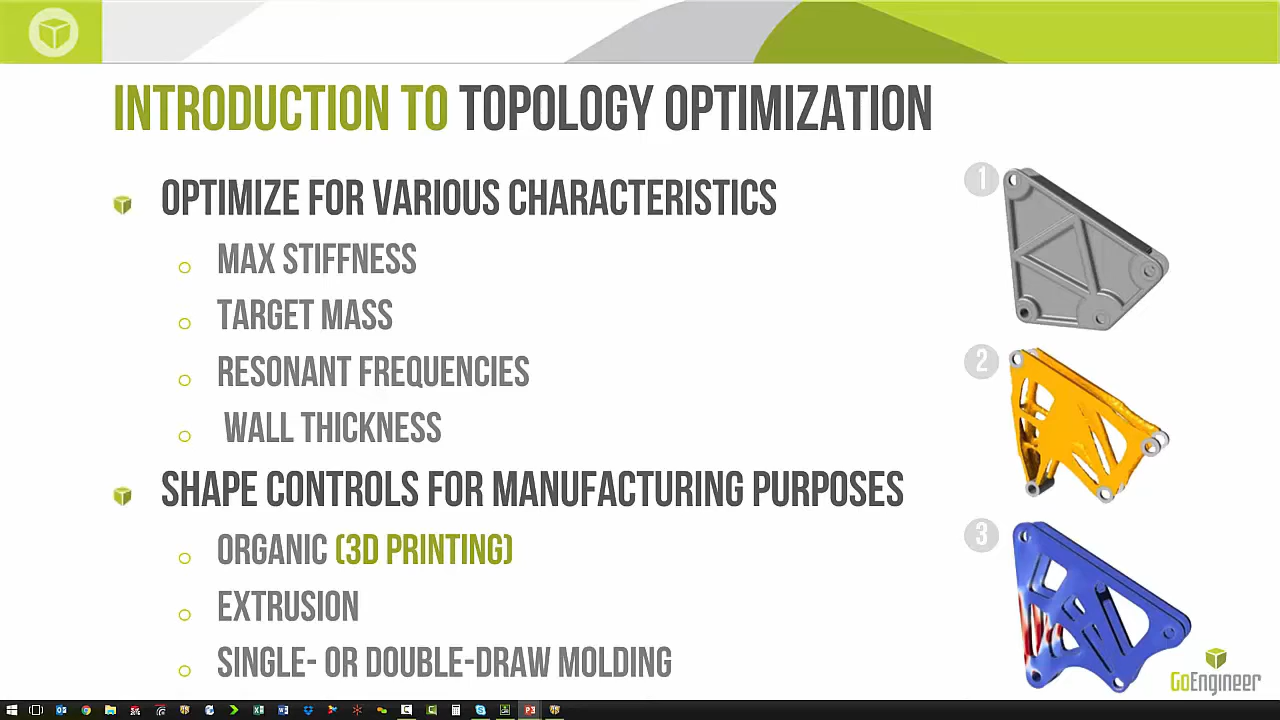 INTRODUCTION TO TOPOLOGY OPTIMIZATION
OPTIMIZE FOR VARIOUS CHARACTERISTICS
MAX STIFFNESS
TARGET MASS
RESONANT FREQUENCIES
WALL THICKNESS
SHAPE CONTROLS FOR MANUFACTURING PURPOSES
ORGANIC (3D PRINTING)
EXTRUSION
SINGLE- OR DOUBLE-DRAW MOLDING
1
2
3
GoEngineer